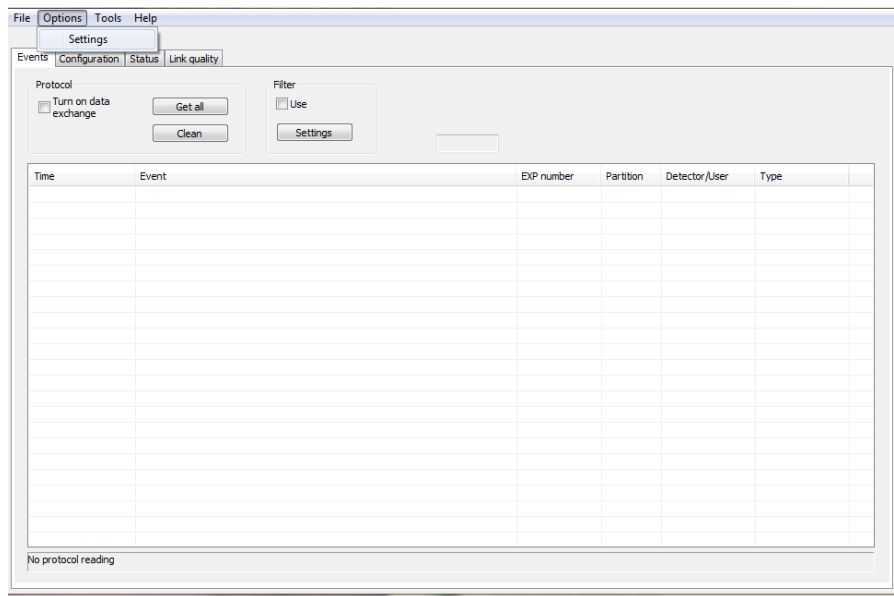 File Options Tools Help
Settings
Events Configuration Status Link quality
Protocol
Filter
Turn on data
exchange
Get all
Use
Clean
Settings
Time Event EXP number Partition Detector/User Type
No protocol reading